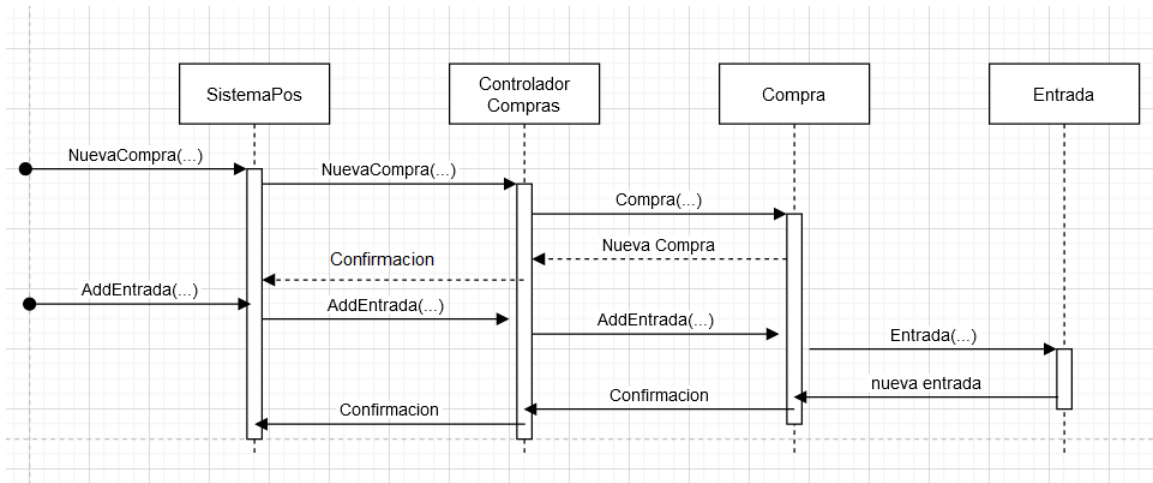 SistemaPos
Controlador
Compras
Compra
Entrada
NuevaCompra(...)
NuevaCompra(...)
Compra(...)
Nueva Compra
Confirmacion
AddEntrada(...)
AddEntrada(...)
AddEntrada(...)
Entrada(...)
nueva entrada
Confirmacion
Confirmacion